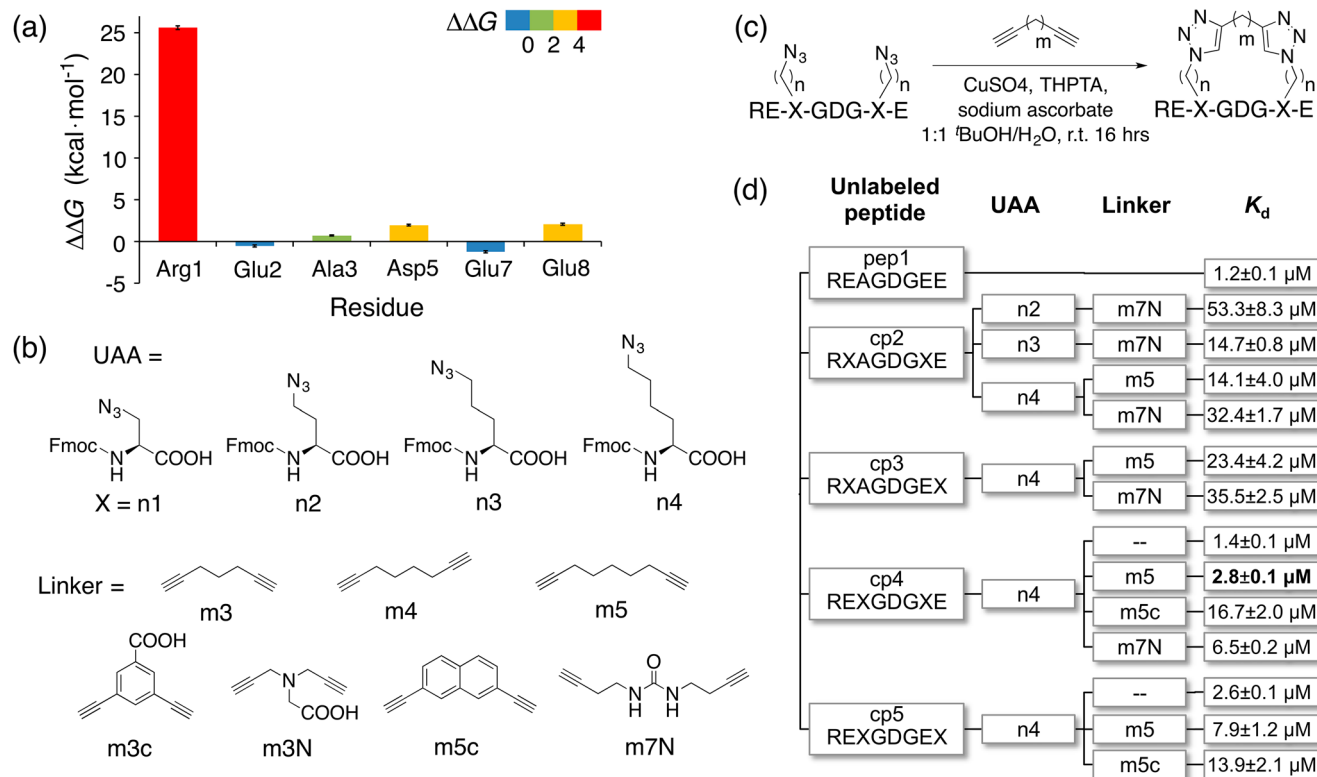 (a)
ΔΔG
0 2 4
ΔΔG (kcal·mol⁻¹)
25
20
15
10
5
0
-5
Arg1 Glu2 Ala3 Asp5 Glu7 Glu8
Residue
(b)
UAA =
N₃
Fmoc
N
H
COOH
X = n1
N₃
Fmoc
N
H
COOH
n2
N₃
Fmoc
N
H
COOH
n3
N₃
Fmoc
N
H
COOH
n4
Linker =
m3
m4
m5
COOH
m3c
N
COOH
m3N
m5c
O
N
H
N
H
m7N
(c)
N₃ N₃
n n
RE-X-GDG-X-E
m
CuSO4, THPTA,
sodium ascorbate
1:1 ᵗBuOH/H₂O, r.t. 16 hrs
N N
N m N
N N
n n
RE-X-GDG-X-E
(d)
Unlabeled
peptide
UAA Linker Kd
pep1
REAGDGEE
1.2±0.1 µM
cp2
RXAGDGXE
n2 m7N 53.3±8.3 µM
n3 m7N 14.7±0.8 µM
n4
m5 14.1±4.0 µM
m7N 32.4±1.7 µM
cp3
RXAGDGEX
n4
m5 23.4±4.2 µM
m7N 35.5±2.5 µM
cp4
REXGDGXE
n4
-- 1.4±0.1 µM
m5 2.8±0.1 µM
m5c 16.7±2.0 µM
m7N 6.5±0.2 µM
cp5
REXGDGEX
n4
-- 2.6±0.1 µM
m5 7.9±1.2 µM
m5c 13.9±2.1 µM